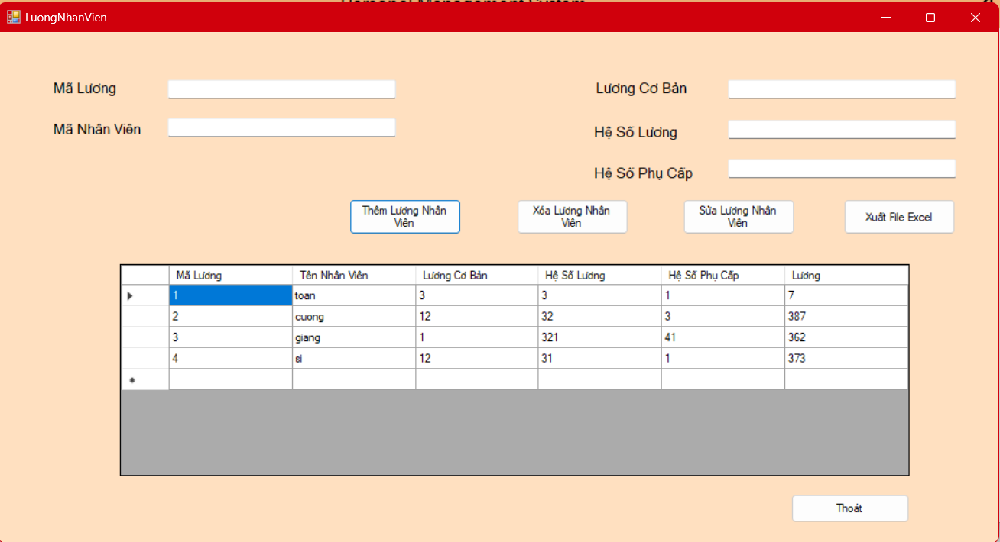 Personel Management System
LuongNhanVien
Mã Lương
Lương Cơ Bản
Mã Nhân Viên
Hệ Số Lương
Hệ Số Phụ Cấp
Thêm Lương Nhân
Viên
Xóa Lương Nhân
Viên
Sửa Lương Nhân
Viên
Xuất File Excel
Mã Lương Tên Nhân Viên Lương Cơ Bản Hệ Số Lương Hệ Số Phụ Cấp Lương
1 toan 3 3 1 7
2 cuong 12 32 3 387
3 giang 1 321 41 362
4 si 12 31 1 373
Thoát